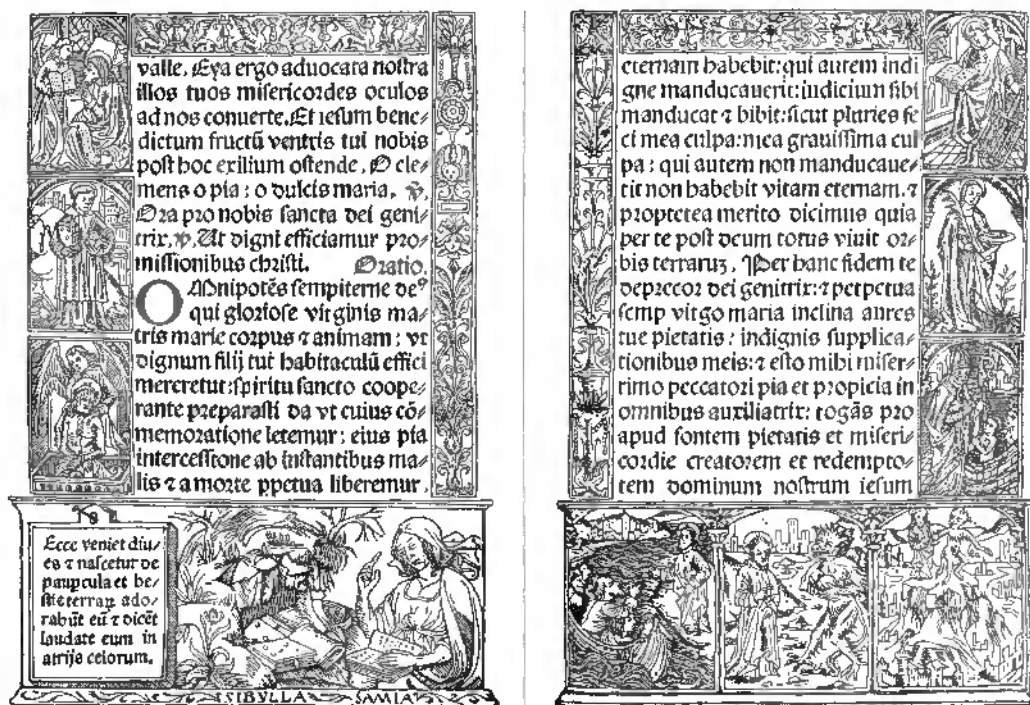 valle. Eya ergo aduocata nostra
illos tuos misericordes oculos
ad nos conuerte. Et iesum bene⸗
dictum fructū ventris tui nobis
post hoc exilium ostende. O cle⸗
mens o pia : o dulcis maria. ℣.
Ora pro nobis sancta dei geni⸗
trix. ℟. Ut digni efficiamur pro⸗
missionibus christi. Oratio.
OMnipotēs sempiterne deꝰ
qui gloriose virginis ma⸗
tris marie corpus ⁊ animam : vt
dignum filij tui habitaculū effici
mereretur: spiritu sancto coope⸗
rante preparasti da vt cuius cō⸗
memoratione letemur : eius pia
intercessione ab instantibus ma⸗
lis ⁊ a morte ppetua liberemur.
Ecce veniet diu⸗
es ⁊ nascetur de
paupcula et be⸗
stie terraꝝ ado⸗
rabūt eū ⁊ dicēt
laudate eum in
atrijs celorum.
SIBVLLA SAMIA
eternam habebit: qui autem indi
gne manducauerit: iudicium sibi
manducat ⁊ bibit: sicut pluries fe
ci mea culpa: mea grauissima cul
pa : qui autem non manducaue⸗
rit non habebit vitam eternam. ⁊
propterea merito dicimus quia
per te post deum totus viuit or⸗
bis terraruz. Per hanc fidem te
deprecor dei genitrix: ⁊ perpetua
semp virgo maria inclina aures
tue pietatis : indignis supplica⸗
tionibus meis: ⁊ esto mihi miser⸗
rimo peccatori pia et propicia in
omnibus auxiliatrix: rogās pro
apud fontem pietatis et miseri⸗
cordie creatorem et redempto⸗
rem dominum nostrum iesum